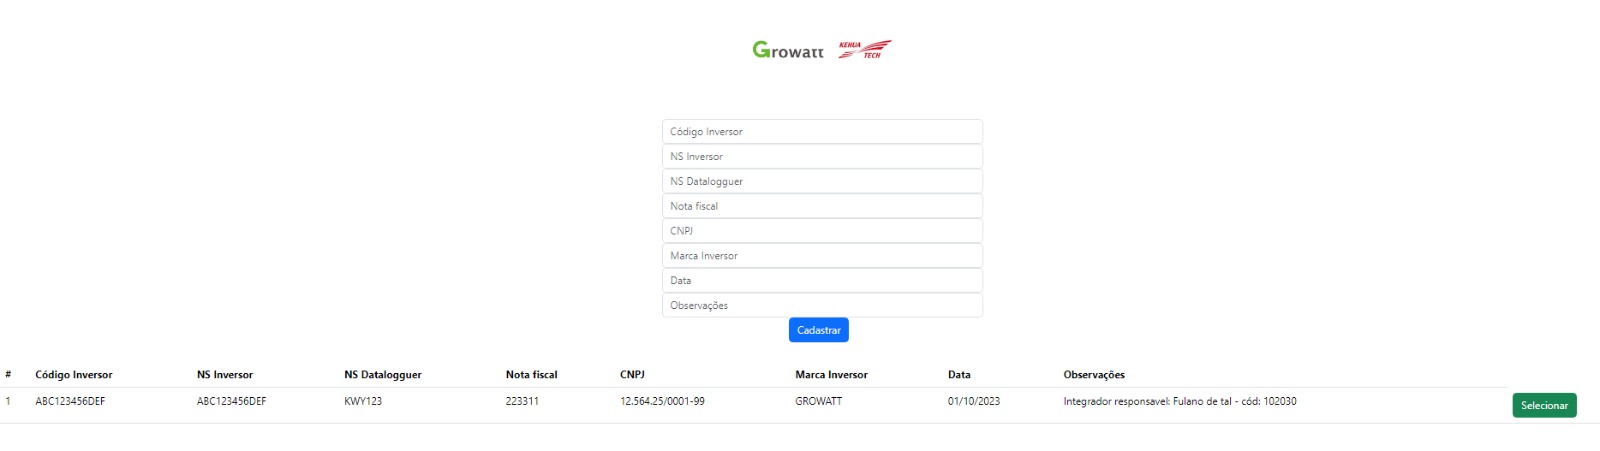 Growatt KEHUA TECH
Código Inversor
NS Inversor
NS Datalogguer
Nota fiscal
CNPJ
Marca Inversor
Data
Observações
Cadastrar
# Código Inversor NS Inversor NS Datalogguer Nota fiscal CNPJ Marca Inversor Data Observações
1 ABC123456DEF ABC123456DEF KWY123 223311 12.564.25/0001-99 GROWATT 01/10/2023 Integrador responsavel: Fulano de tal - cód: 102030 Selecionar